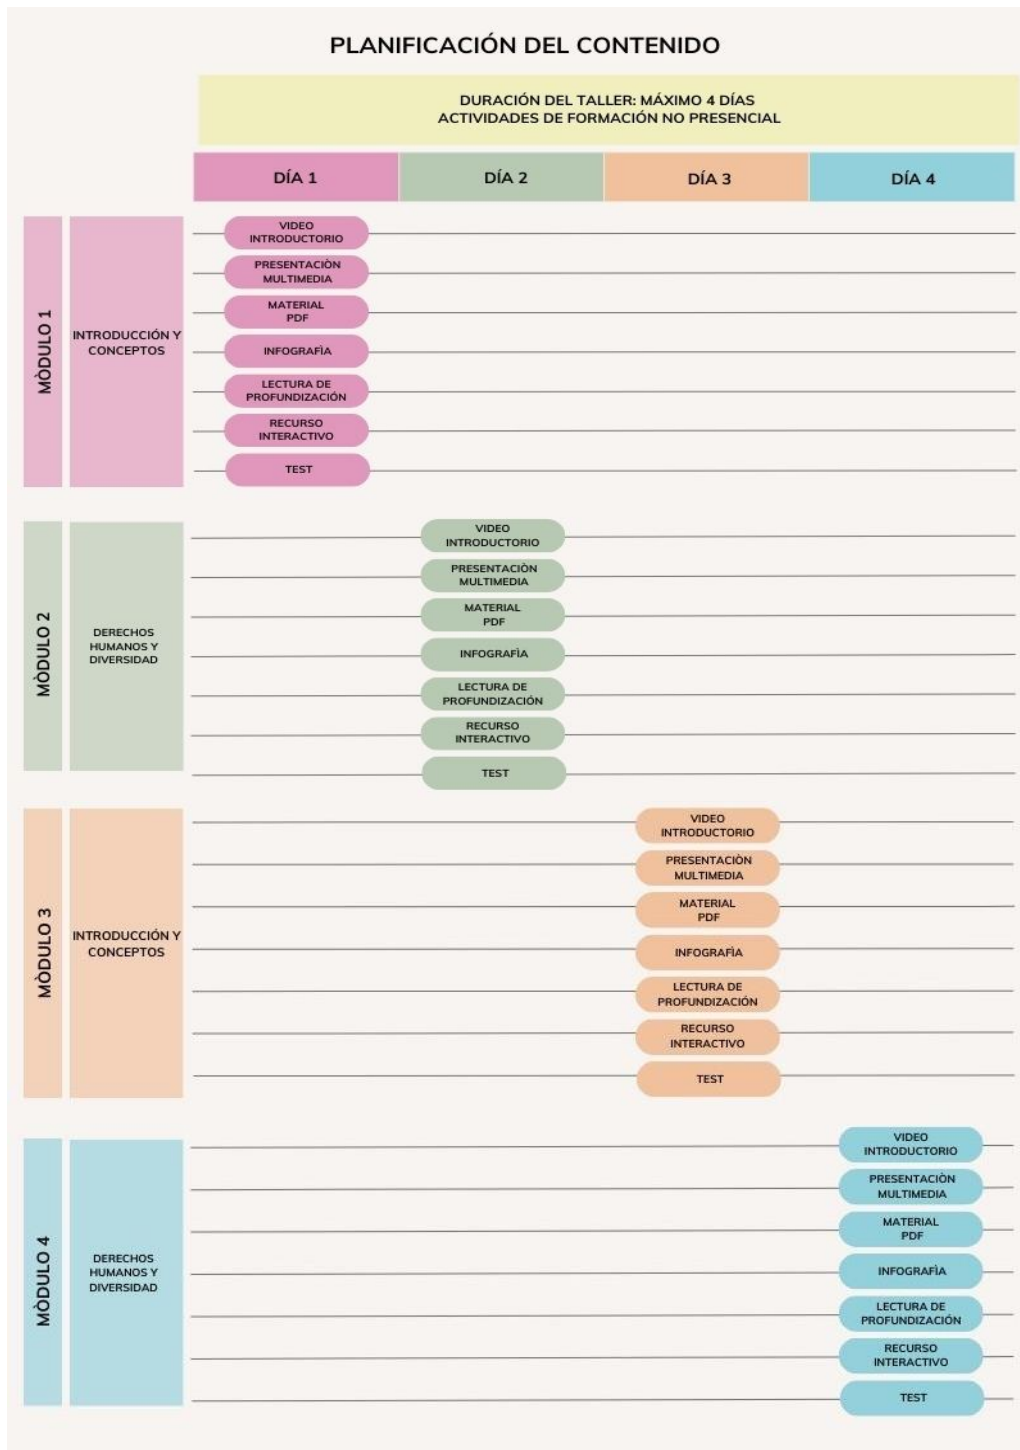 PLANIFICACIÓN DEL CONTENIDO
DURACIÓN DEL TALLER: MÁXIMO 4 DÍAS
ACTIVIDADES DE FORMACIÓN NO PRESENCIAL
DÍA 1
DÍA 2
DÍA 3
DÍA 4
MÒDULO 1
INTRODUCCIÓN Y
CONCEPTOS
VIDEO
INTRODUCTORIO
PRESENTACIÒN
MULTIMEDIA
MATERIAL
PDF
INFOGRAFÌA
LECTURA DE
PROFUNDIZACIÓN
RECURSO
INTERACTIVO
TEST
MÒDULO 2
DERECHOS
HUMANOS Y
DIVERSIDAD
VIDEO
INTRODUCTORIO
PRESENTACIÒN
MULTIMEDIA
MATERIAL
PDF
INFOGRAFÌA
LECTURA DE
PROFUNDIZACIÓN
RECURSO
INTERACTIVO
TEST
MÒDULO 3
INTRODUCCIÓN Y
CONCEPTOS
VIDEO
INTRODUCTORIO
PRESENTACIÒN
MULTIMEDIA
MATERIAL
PDF
INFOGRAFÌA
LECTURA DE
PROFUNDIZACIÓN
RECURSO
INTERACTIVO
TEST
MÒDULO 4
DERECHOS
HUMANOS Y
DIVERSIDAD
VIDEO
INTRODUCTORIO
PRESENTACIÒN
MULTIMEDIA
MATERIAL
PDF
INFOGRAFÌA
LECTURA DE
PROFUNDIZACIÓN
RECURSO
INTERACTIVO
TEST